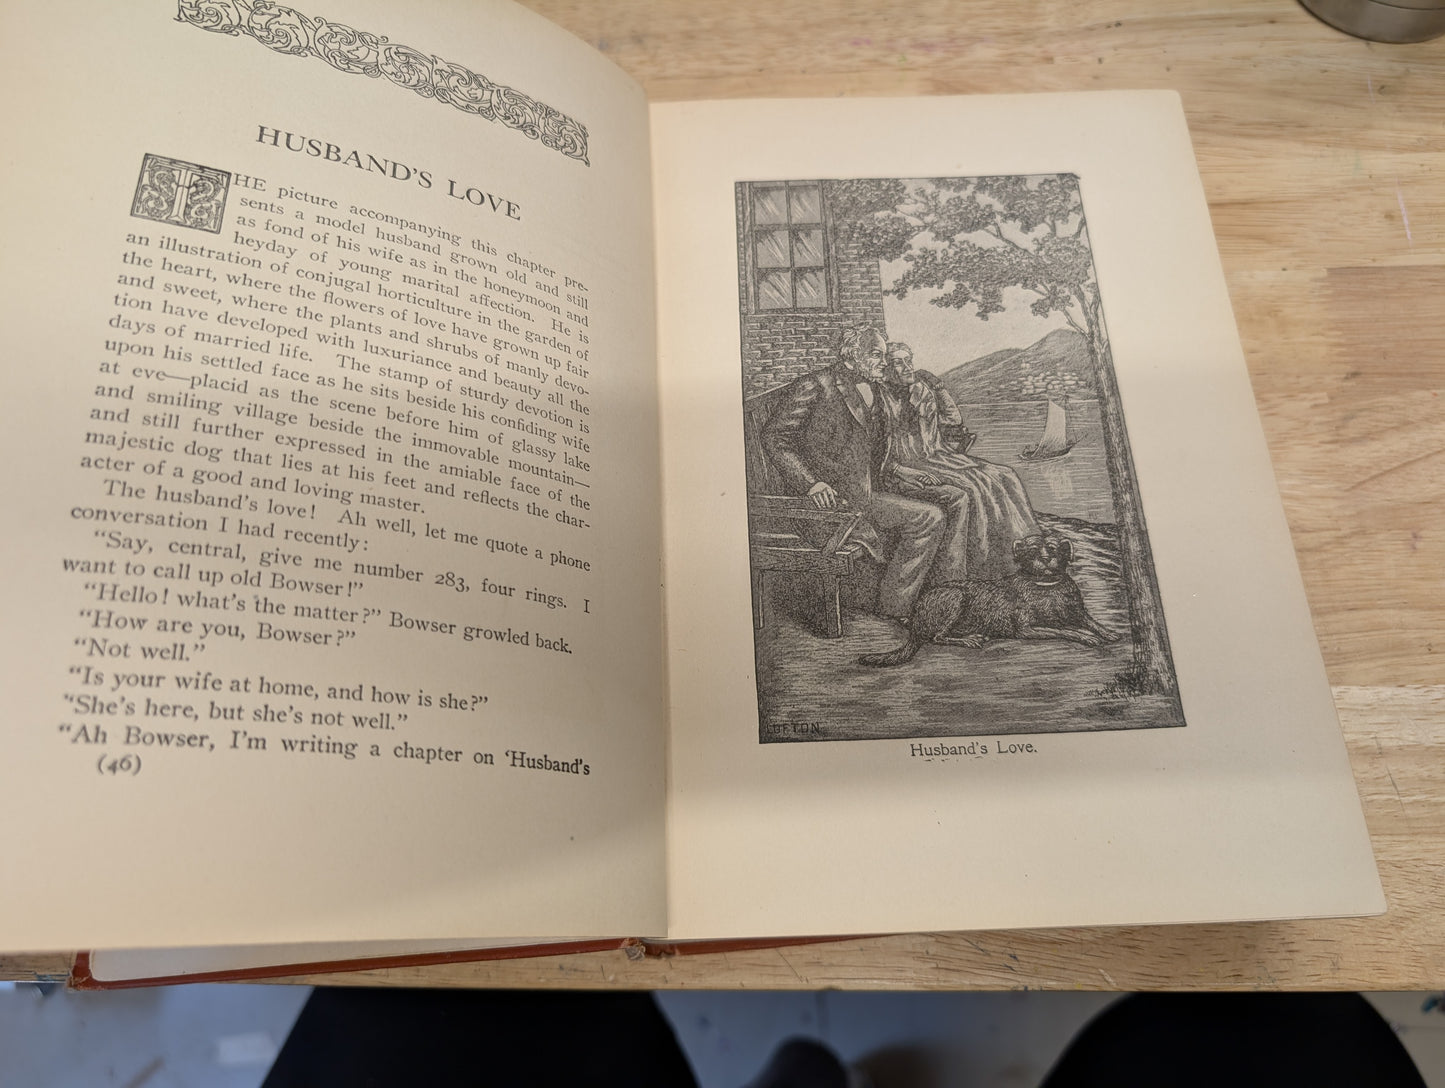 HUSBAND'S LOVE
THE picture accompanying this chapter pre-
sents a model husband grown old and still
as fond of his wife as in the honeymoon and
heyday of young marital affection. He is
an illustration of conjugal horticulture in the garden of
the heart, where the flowers of love have grown up fair
and sweet, where the plants and shrubs of manly devo-
tion have developed with luxuriance and beauty all the
days of married life. The stamp of sturdy devotion is
upon his settled face as he sits beside his confiding wife
at eve—placid as the scene before him of glassy lake
and smiling village beside the immovable mountain—
and still further expressed in the amiable face of the
majestic dog that lies at his feet and reflects the char-
acter of a good and loving master.
The husband's love! Ah well, let me quote a phone
conversation I had recently:
"Say, central, give me number 283, four rings. I
want to call up old Bowser!"
"Hello! what's the matter?" Bowser growled back.
"How are you, Bowser?"
"Not well."
"Is your wife at home, and how is she?"
"She's here, but she's not well."
"Ah Bowser, I'm writing a chapter on 'Husband's
(46)
LOFTON
Husband's Love.